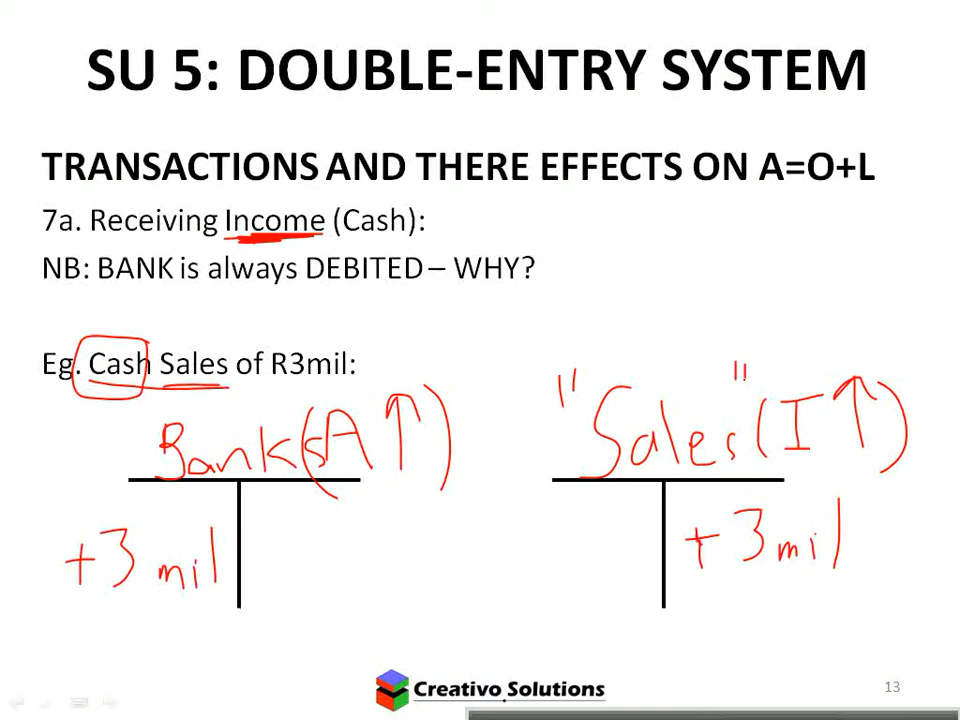 SU 5: DOUBLE-ENTRY SYSTEM
TRANSACTIONS AND THERE EFFECTS ON A=O+L
7a. Receiving Income (Cash):
NB: BANK is always DEBITED – WHY?
Eg. Cash Sales of R3mil:
Banks(A↑) "Sales"(I↑)
+3 mil +3 mil
Creativo Solutions
13